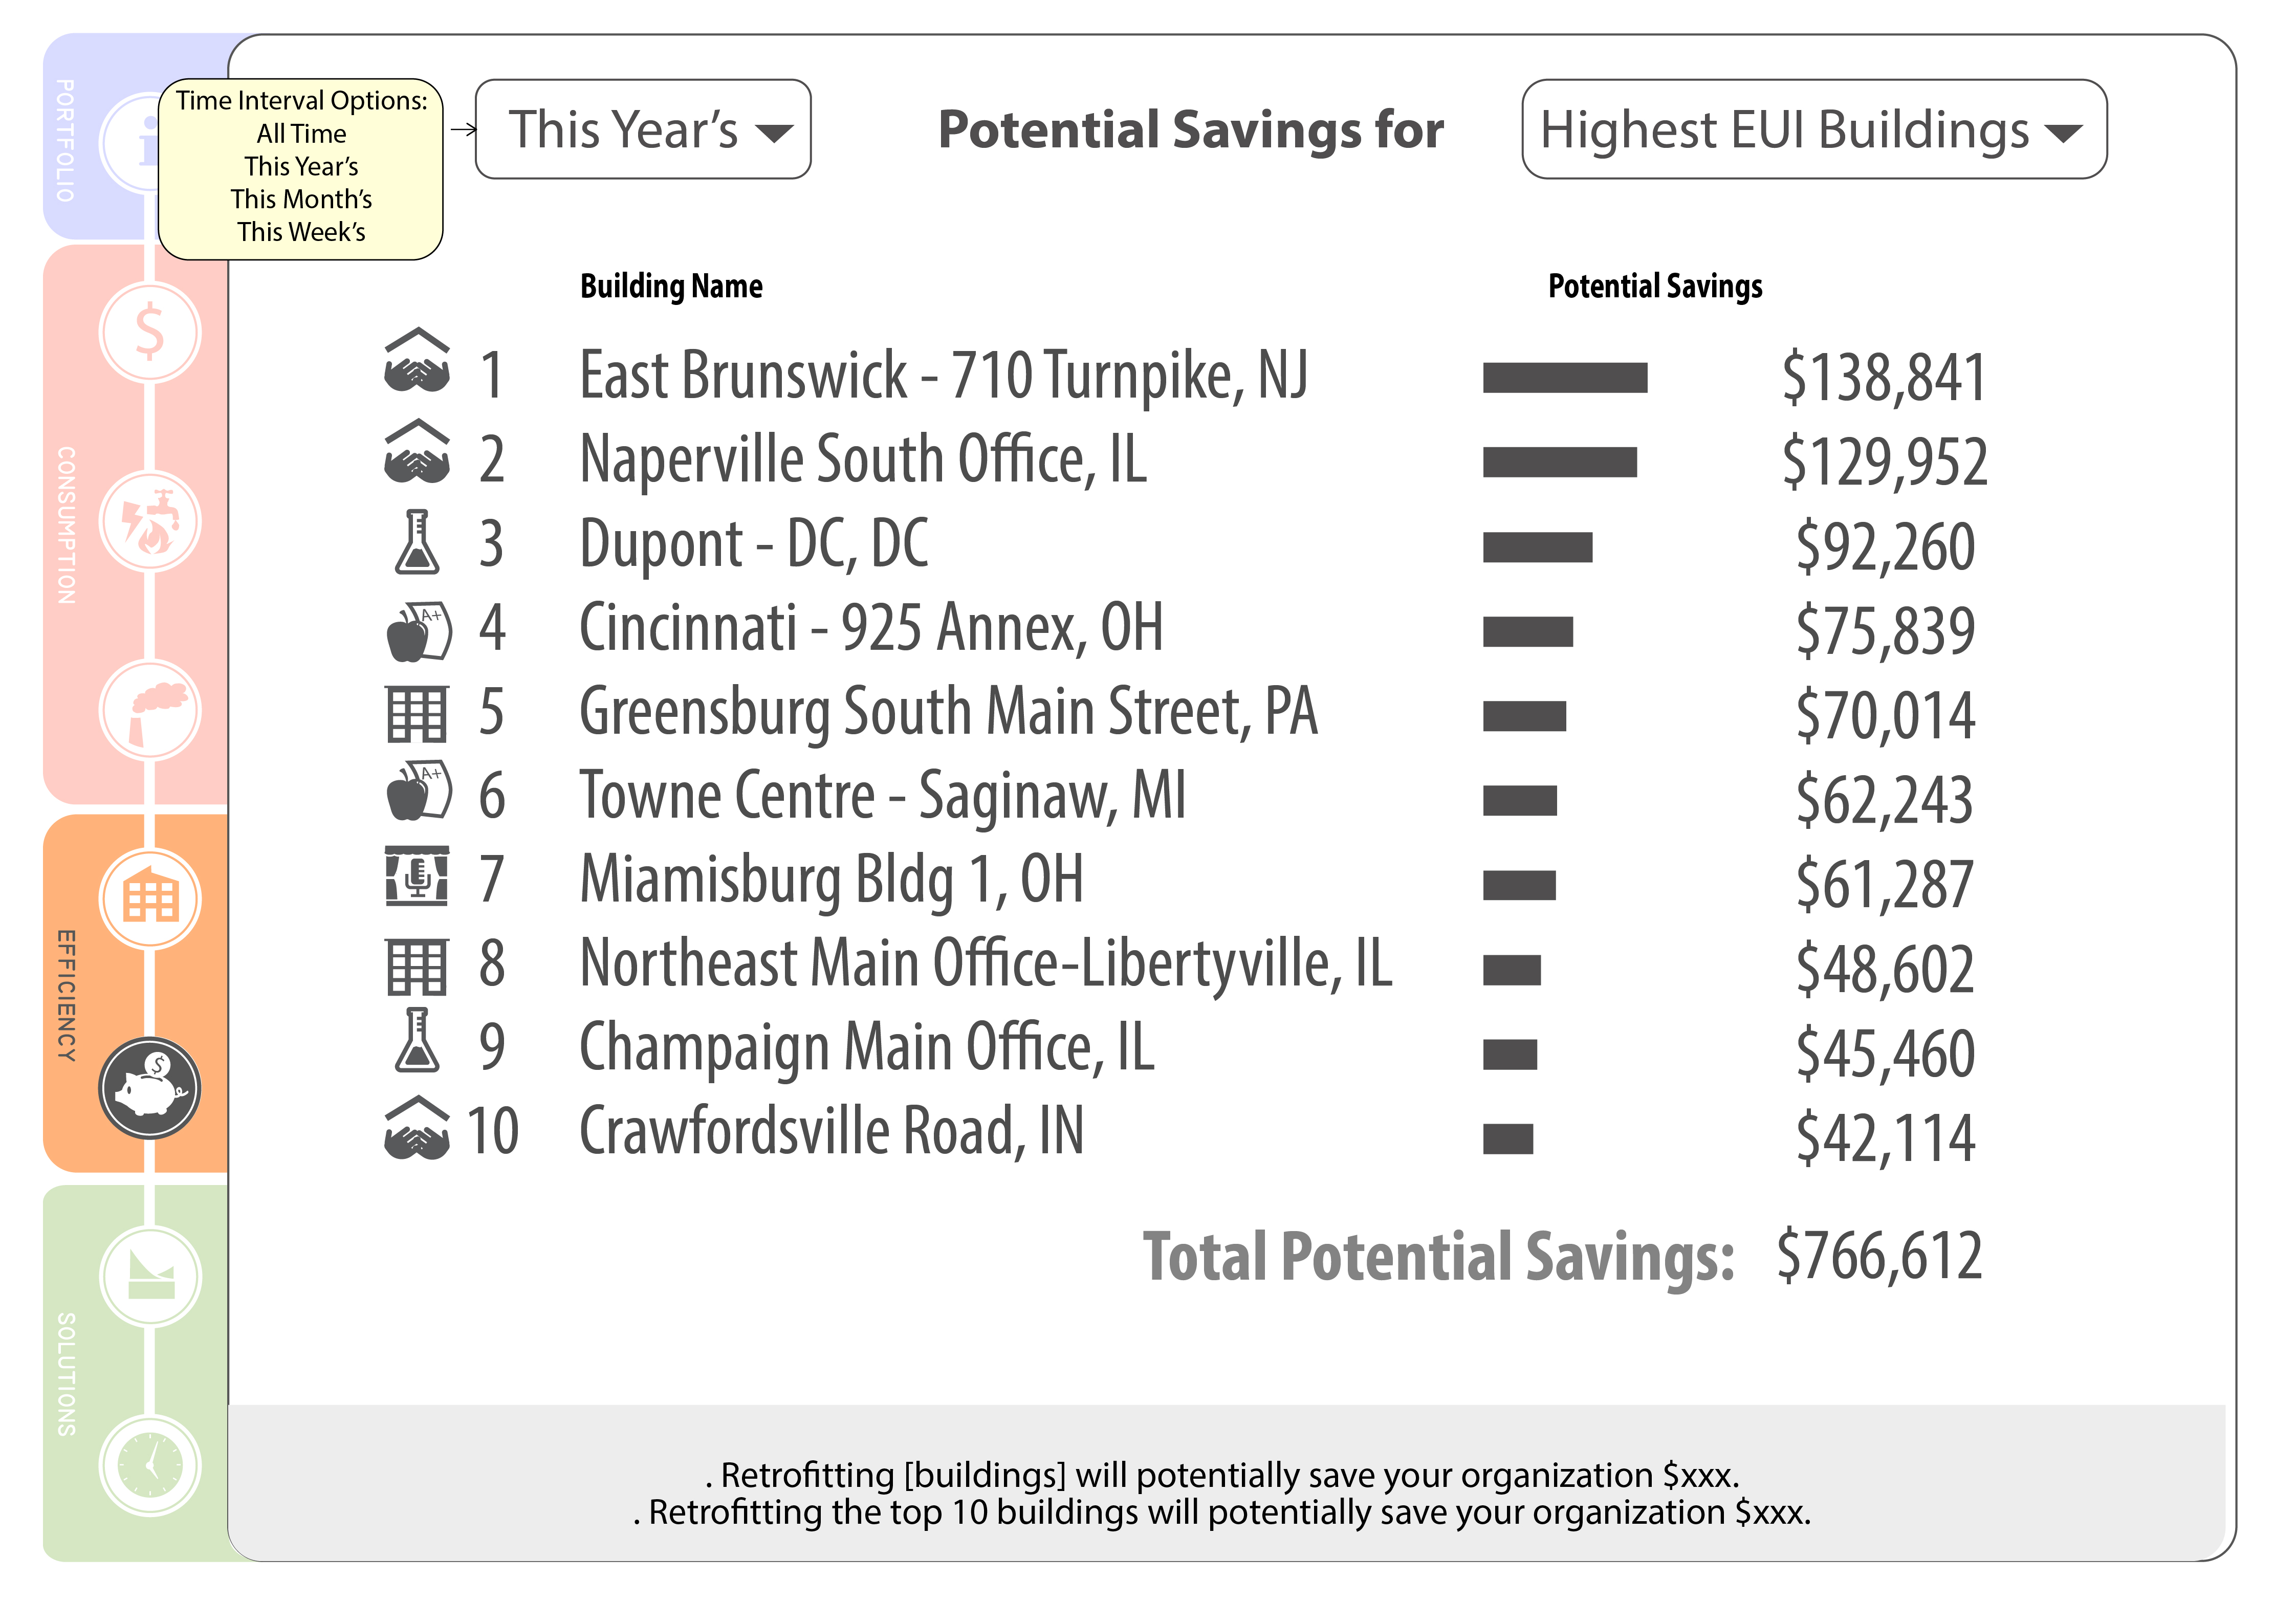 PORTFOLIO
Time Interval Options:
All Time
This Year’s
This Month’s
This Week’s
This Year’s
Potential Savings for
Highest EUI Buildings
Building Name
Potential Savings
1 East Brunswick - 710 Turnpike, NJ $138,841
2 Naperville South Office, IL $129,952
3 Dupont - DC, DC $92,260
A+ 4 Cincinnati - 925 Annex, OH $75,839
5 Greensburg South Main Street, PA $70,014
A+ 6 Towne Centre - Saginaw, MI $62,243
7 Miamisburg Bldg 1, OH $61,287
8 Northeast Main Office-Libertyville, IL $48,602
9 Champaign Main Office, IL $45,460
10 Crawfordsville Road, IN $42,114
Total Potential Savings: $766,612
CONSUMPTION
$
EFFICIENCY
$
SOLUTIONS
. Retrofitting [buildings] will potentially save your organization $xxx.
. Retrofitting the top 10 buildings will potentially save your organization $xxx.